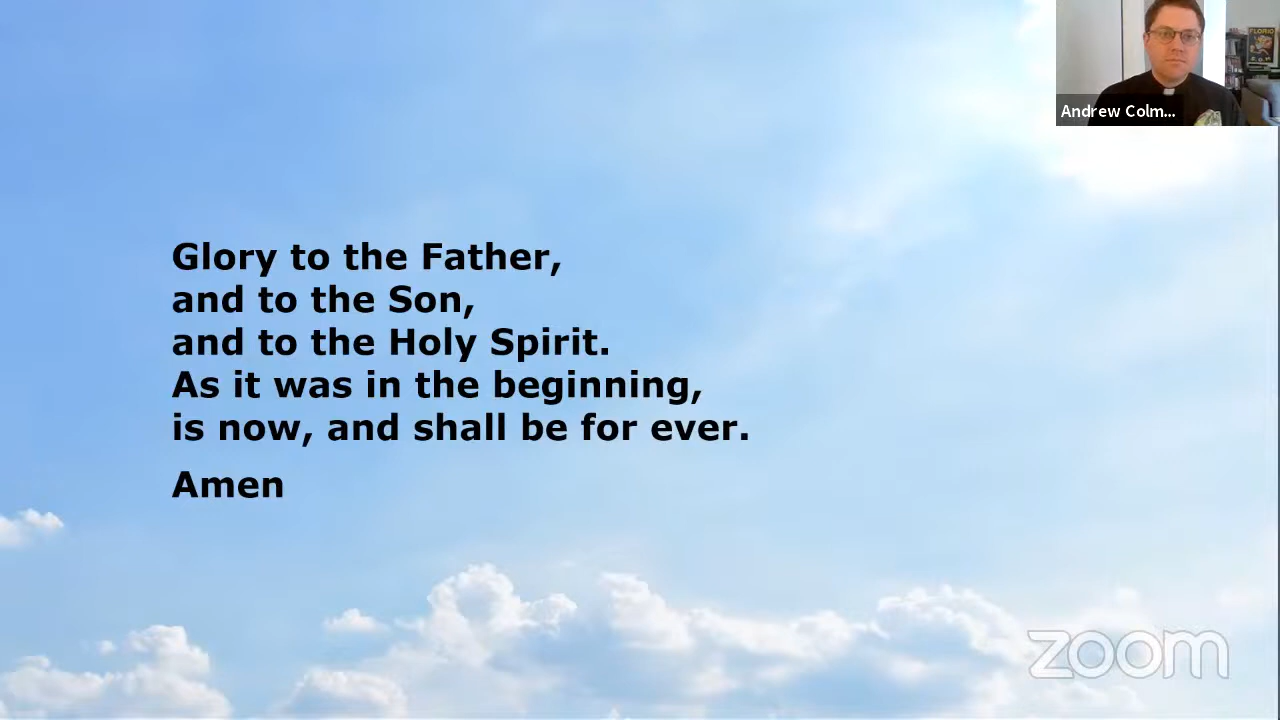 Glory to the Father,
and to the Son,
and to the Holy Spirit.
As it was in the beginning,
is now, and shall be for ever.
Amen
Andrew Colm...
FLORIO
zoom